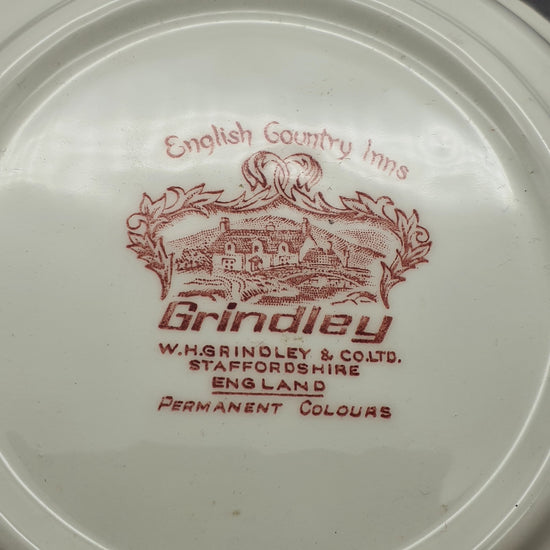 English Country Inns
Grindley
W.H.GRINDLEY & CO.LTD.
STAFFORDSHIRE
ENGLAND
PERMANENT COLOURS